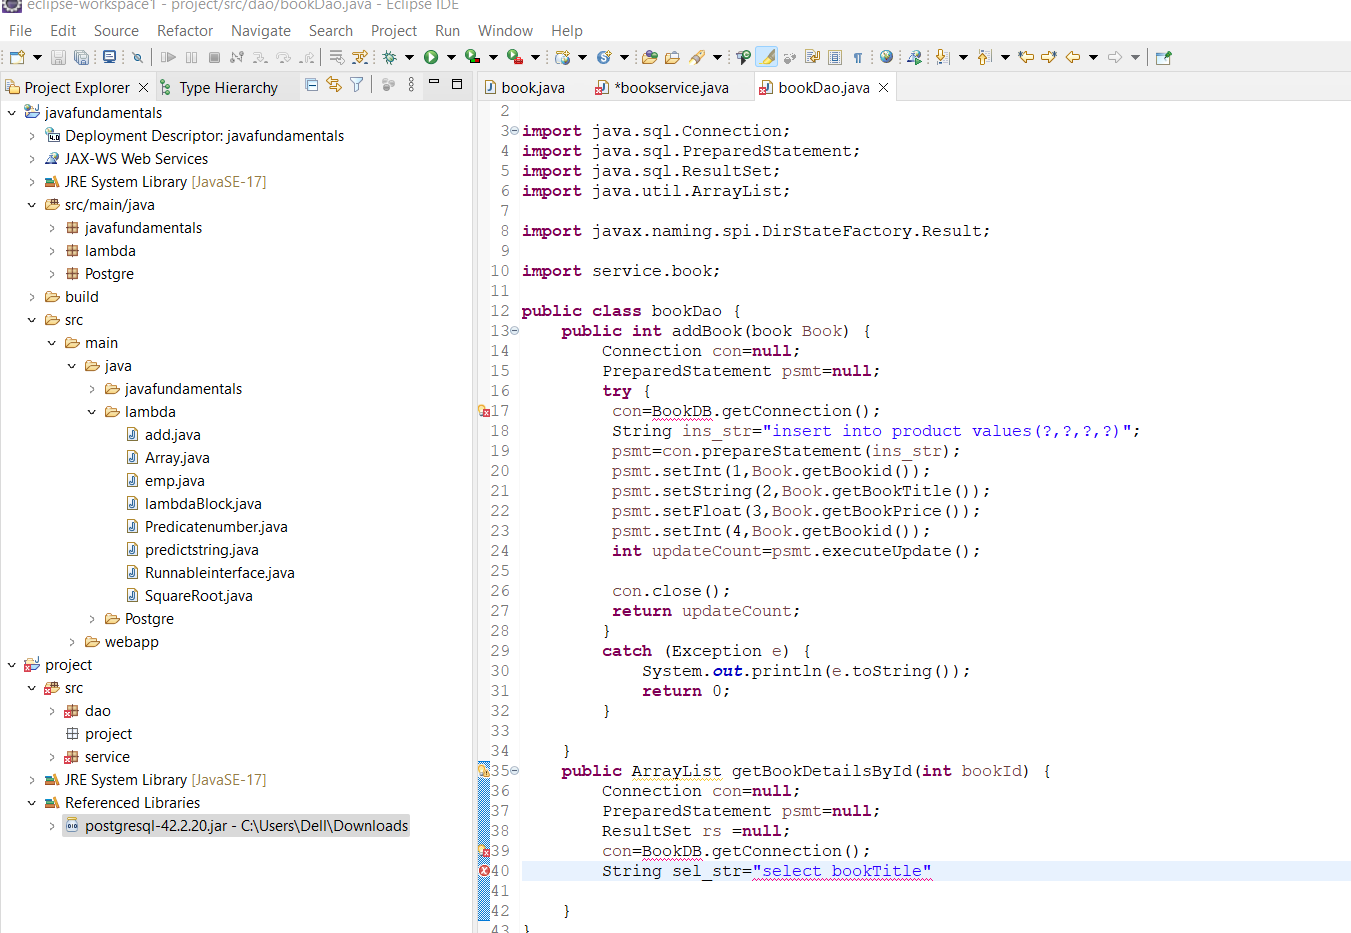 eclipse-workspace1 - project/src/dao/bookDao.java - Eclipse IDE
File Edit Source Refactor Navigate Search Project Run Window Help
Project Explorer Type Hierarchy
book.java *bookservice.java bookDao.java
javafundamentals
Deployment Descriptor: javafundamentals
JAX-WS Web Services
JRE System Library [JavaSE-17]
src/main/java
javafundamentals
lambda
Postgre
build
src
main
java
javafundamentals
lambda
add.java
Array.java
emp.java
lambdaBlock.java
Predicatenumber.java
predictstring.java
Runnableinterface.java
SquareRoot.java
Postgre
webapp
project
src
dao
project
service
JRE System Library [JavaSE-17]
Referenced Libraries
postgresql-42.2.20.jar - C:\Users\Dell\Downloads
2
3 import java.sql.Connection;
4 import java.sql.PreparedStatement;
5 import java.sql.ResultSet;
6 import java.util.ArrayList;
7
8 import javax.naming.spi.DirStateFactory.Result;
9
10 import service.book;
11
12 public class bookDao {
13 public int addBook(book Book) {
14 Connection con=null;
15 PreparedStatement psmt=null;
16 try {
17 con=BookDB.getConnection();
18 String ins_str="insert into product values(?,?,?,?)";
19 psmt=con.prepareStatement(ins_str);
20 psmt.setInt(1,Book.getBookid());
21 psmt.setString(2,Book.getBookTitle());
22 psmt.setFloat(3,Book.getBookPrice());
23 psmt.setInt(4,Book.getBookid());
24 int updateCount=psmt.executeUpdate();
25
26 con.close();
27 return updateCount;
28 }
29 catch (Exception e) {
30 System.out.println(e.toString());
31 return 0;
32 }
33
34 }
35 public ArrayList getBookDetailsById(int bookId) {
36 Connection con=null;
37 PreparedStatement psmt=null;
38 ResultSet rs =null;
39 con=BookDB.getConnection();
40 String sel_str="select bookTitle"
41
42 }
43 }